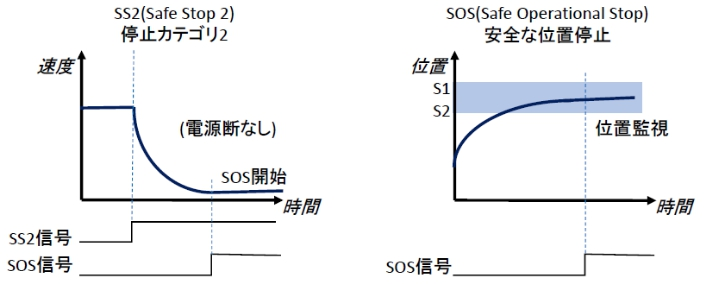 SS2(Safe Stop 2)
停止カテゴリ2
速度
(電源断なし)
SOS開始
時間
SS2信号
SOS信号
SOS(Safe Operational Stop)
安全な位置停止
位置
S1
S2
位置監視
時間
SOS信号